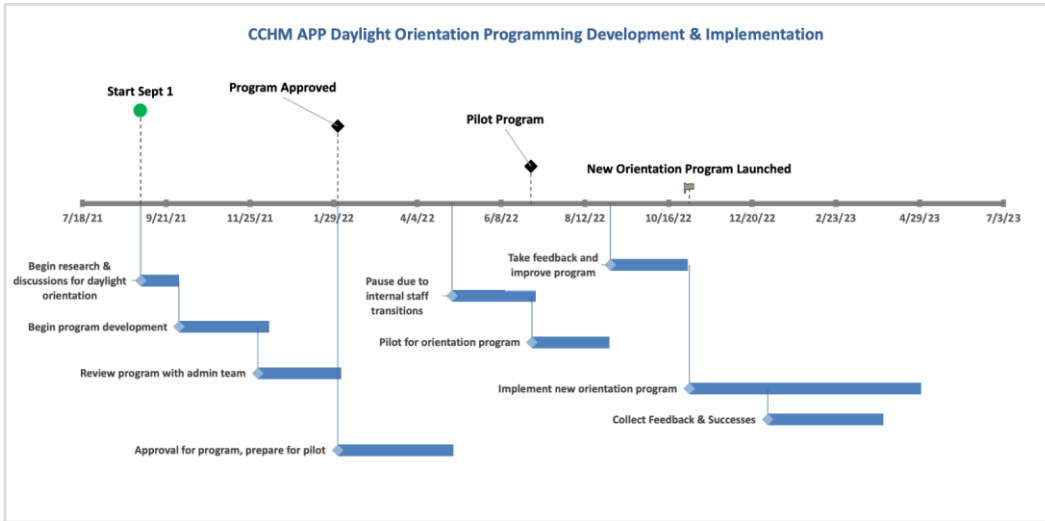 CCHM APP Daylight Orientation Programming Development & Implementation
Start Sept 1
Program Approved
Pilot Program
New Orientation Program Launched
7/18/21
9/21/21
11/25/21
1/29/22
4/4/22
6/8/22
8/12/22
10/16/22
12/20/22
2/23/23
4/29/23
7/3/23
Begin research &
discussions for daylight
orientation
Begin program development
Review program with admin team
Approval for program, prepare for pilot
Pause due to
internal staff
transitions
Pilot for orientation program
Take feedback and
improve program
Implement new orientation program
Collect Feedback & Successes